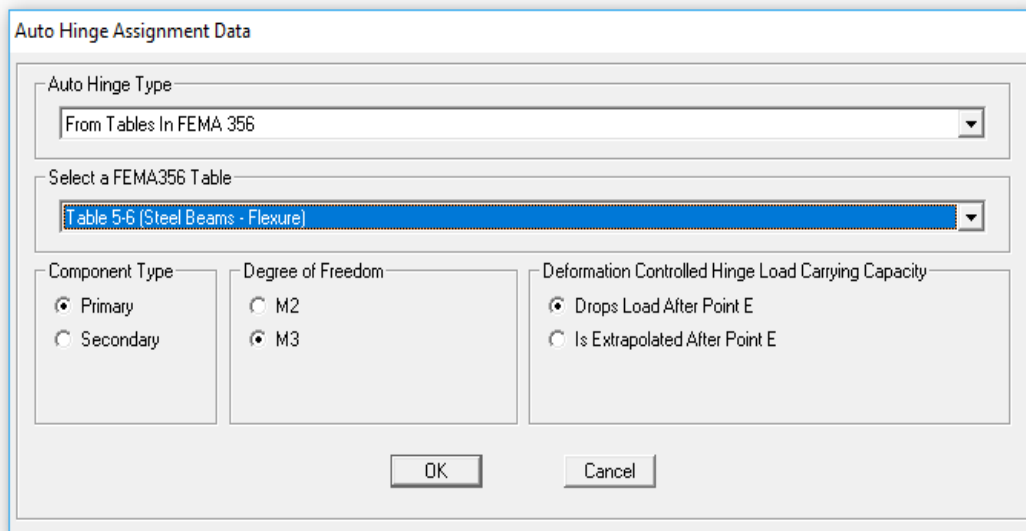 Auto Hinge Assignment Data
Auto Hinge Type
From Tables In FEMA 356
Select a FEMA356 Table
Table 5-6 (Steel Beams - Flexure)
Component Type
Primary
Secondary
Degree of Freedom
M2
M3
Deformation Controlled Hinge Load Carrying Capacity
Drops Load After Point E
Is Extrapolated After Point E
OK
Cancel